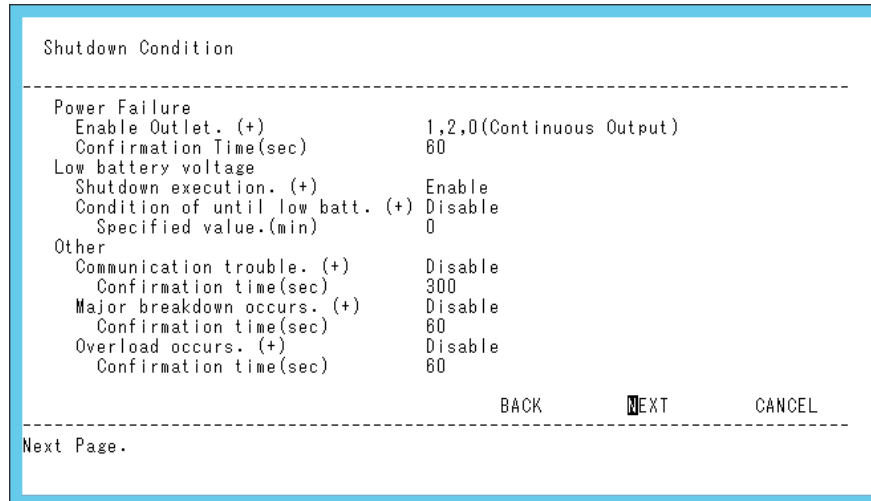 Shutdown Condition
--------------------------------------------------------------------------------
Power Failure
Enable Outlet. (+) 1,2,0(Continuous Output)
Confirmation Time(sec) 60
Low battery voltage
Shutdown execution. (+) Enable
Condition of until low batt. (+) Disable
Specified value.(min) 0
Other
Communication trouble. (+) Disable
Confirmation time(sec) 300
Major breakdown occurs. (+) Disable
Confirmation time(sec) 60
Overload occurs. (+) Disable
Confirmation time(sec) 60
BACK NEXT CANCEL
--------------------------------------------------------------------------------
Next Page.